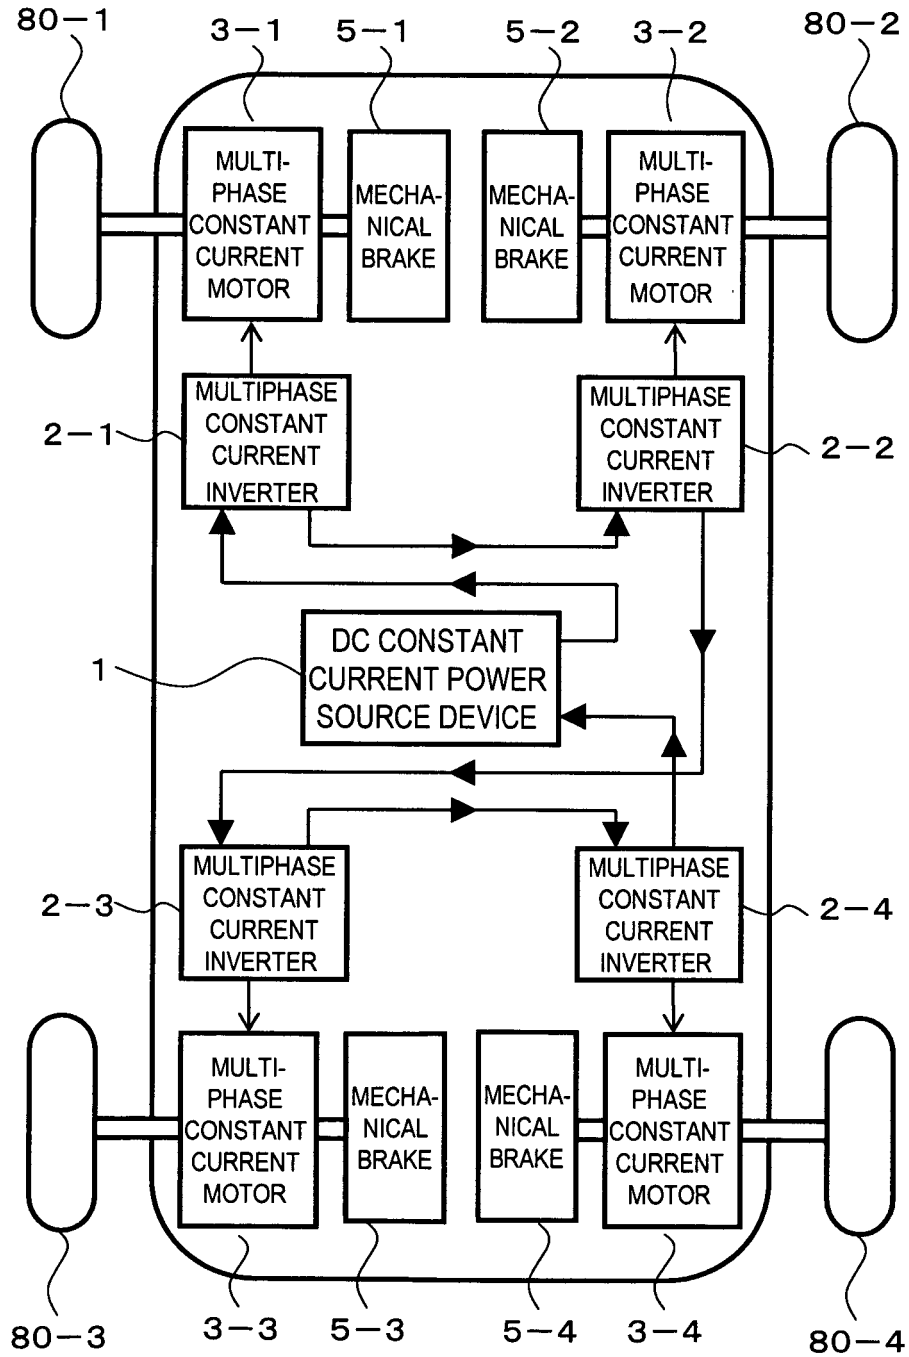 80-1
3-1
5-1
5-2
3-2
80-2
MULTI-
PHASE
CONSTANT
CURRENT
MOTOR
MECHA-
NICAL
BRAKE
MECHA-
NICAL
BRAKE
MULTI-
PHASE
CONSTANT
CURRENT
MOTOR
2-1
MULTIPHASE
CONSTANT
CURRENT
INVERTER
MULTIPHASE
CONSTANT
CURRENT
INVERTER
2-2
1
DC CONSTANT
CURRENT POWER
SOURCE DEVICE
2-3
MULTIPHASE
CONSTANT
CURRENT
INVERTER
MULTIPHASE
CONSTANT
CURRENT
INVERTER
2-4
MULTI-
PHASE
CONSTANT
CURRENT
MOTOR
MECHA-
NICAL
BRAKE
MECHA-
NICAL
BRAKE
MULTI-
PHASE
CONSTANT
CURRENT
MOTOR
80-3
3-3
5-3
5-4
3-4
80-4